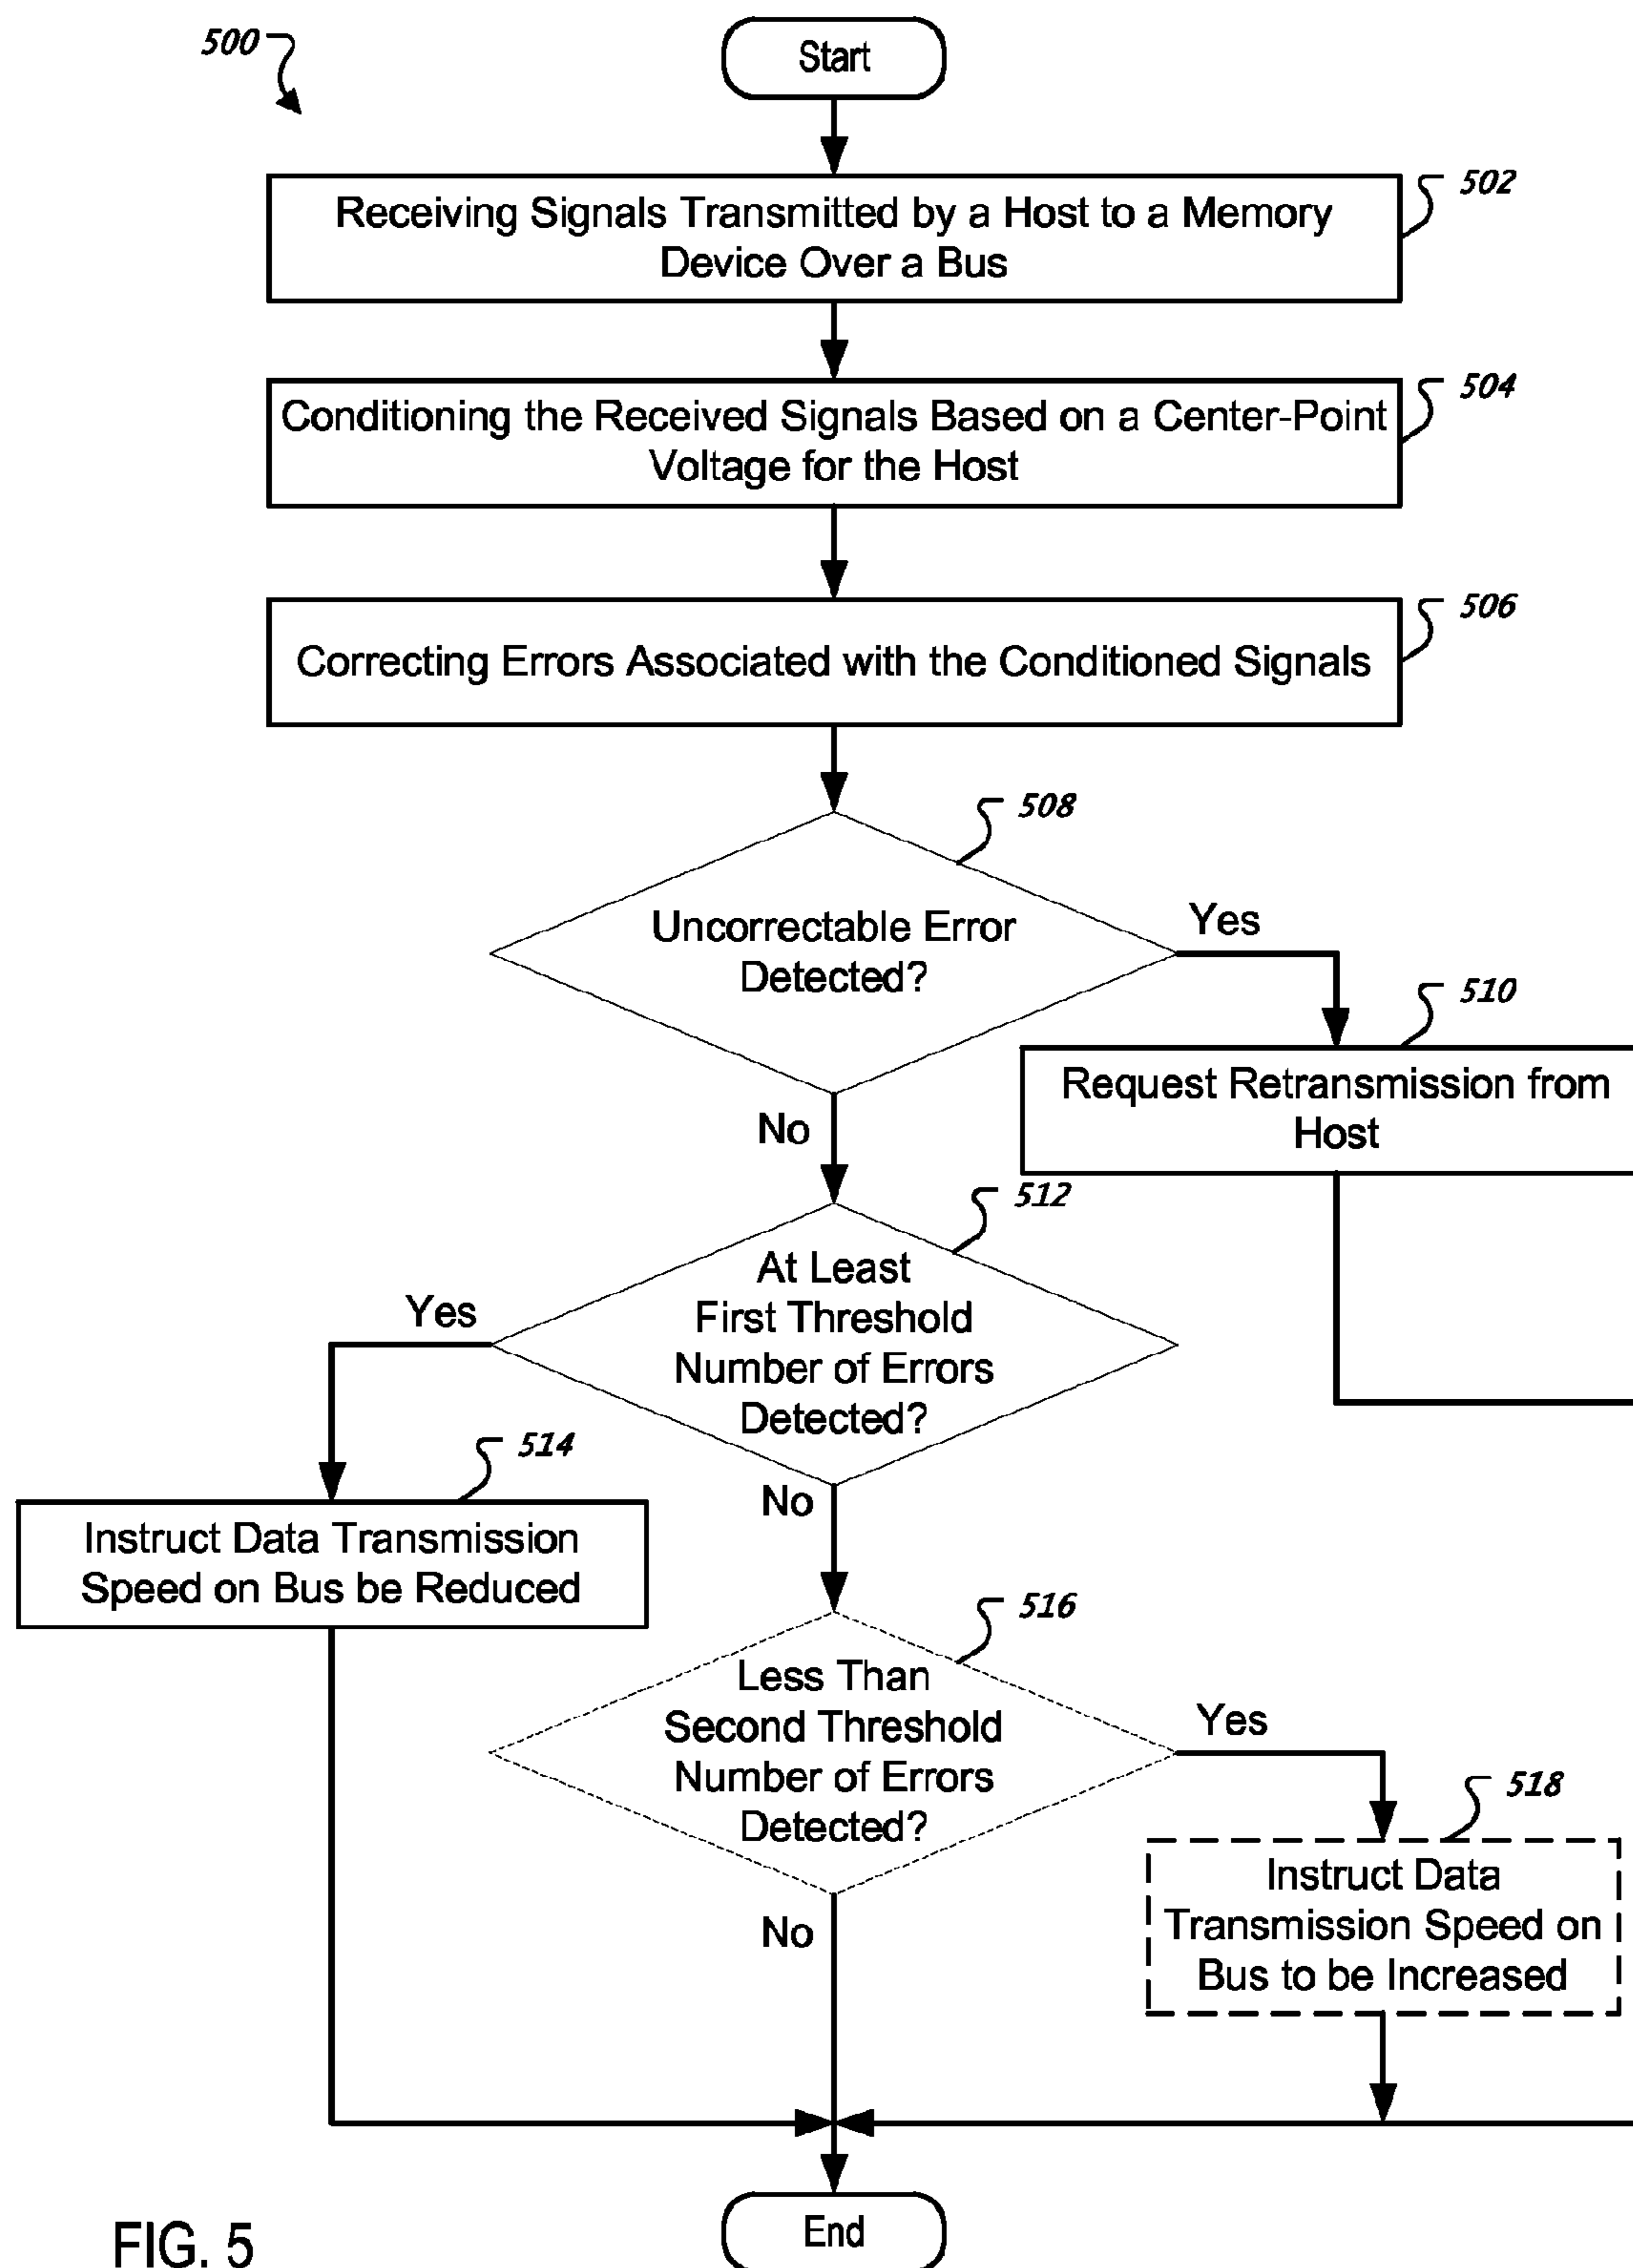 500
Start
502
Receiving Signals Transmitted by a Host to a Memory
Device Over a Bus
504
Conditioning the Received Signals Based on a Center-Point
Voltage for the Host
506
Correcting Errors Associated with the Conditioned Signals
508
Uncorrectable Error
Detected?
Yes
510
Request Retransmission from
Host
No
512
At Least
First Threshold
Number of Errors
Detected?
Yes
514
Instruct Data Transmission
Speed on Bus be Reduced
No
516
Less Than
Second Threshold
Number of Errors
Detected?
Yes
518
Instruct Data
Transmission Speed on
Bus to be Increased
No
End
FIG. 5